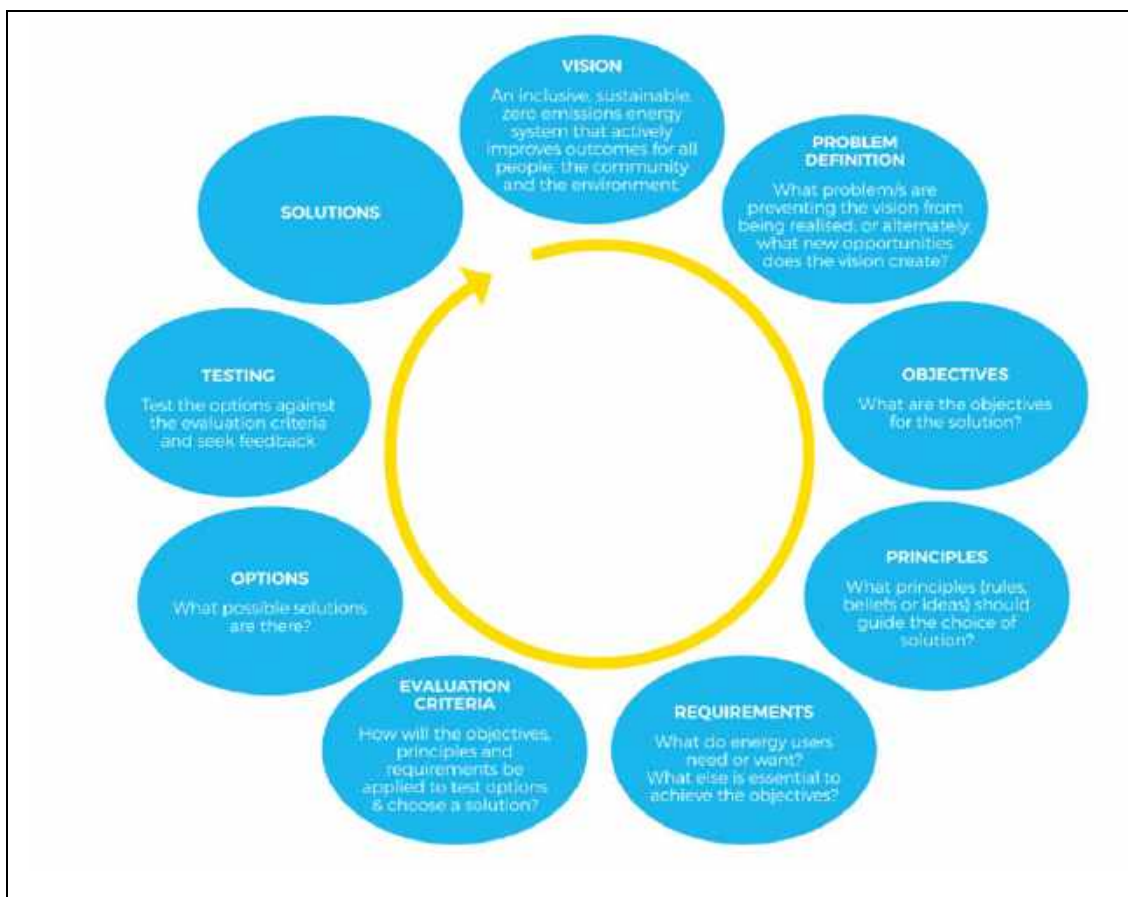 VISION
An inclusive, sustainable,
zero emissions energy
system that actively
improves outcomes for all
people, the community
and the environment.
PROBLEM
DEFINITION
What problem/s are
preventing the vision from
being realised, or alternately,
what new opportunities
does the vision create?
OBJECTIVES
What are the objectives
for the solution?
PRINCIPLES
What principles (rules,
beliefs or ideas) should
guide the choice of
solution?
REQUIREMENTS
What do energy users
need or want?
What else is essential to
achieve the objectives?
EVALUATION
CRITERIA
How will the objectives,
principles and
requirements be
applied to test options
& choose a solution?
OPTIONS
What possible solutions
are there?
TESTING
Test the options against
the evaluation criteria
and seek feedback
SOLUTIONS